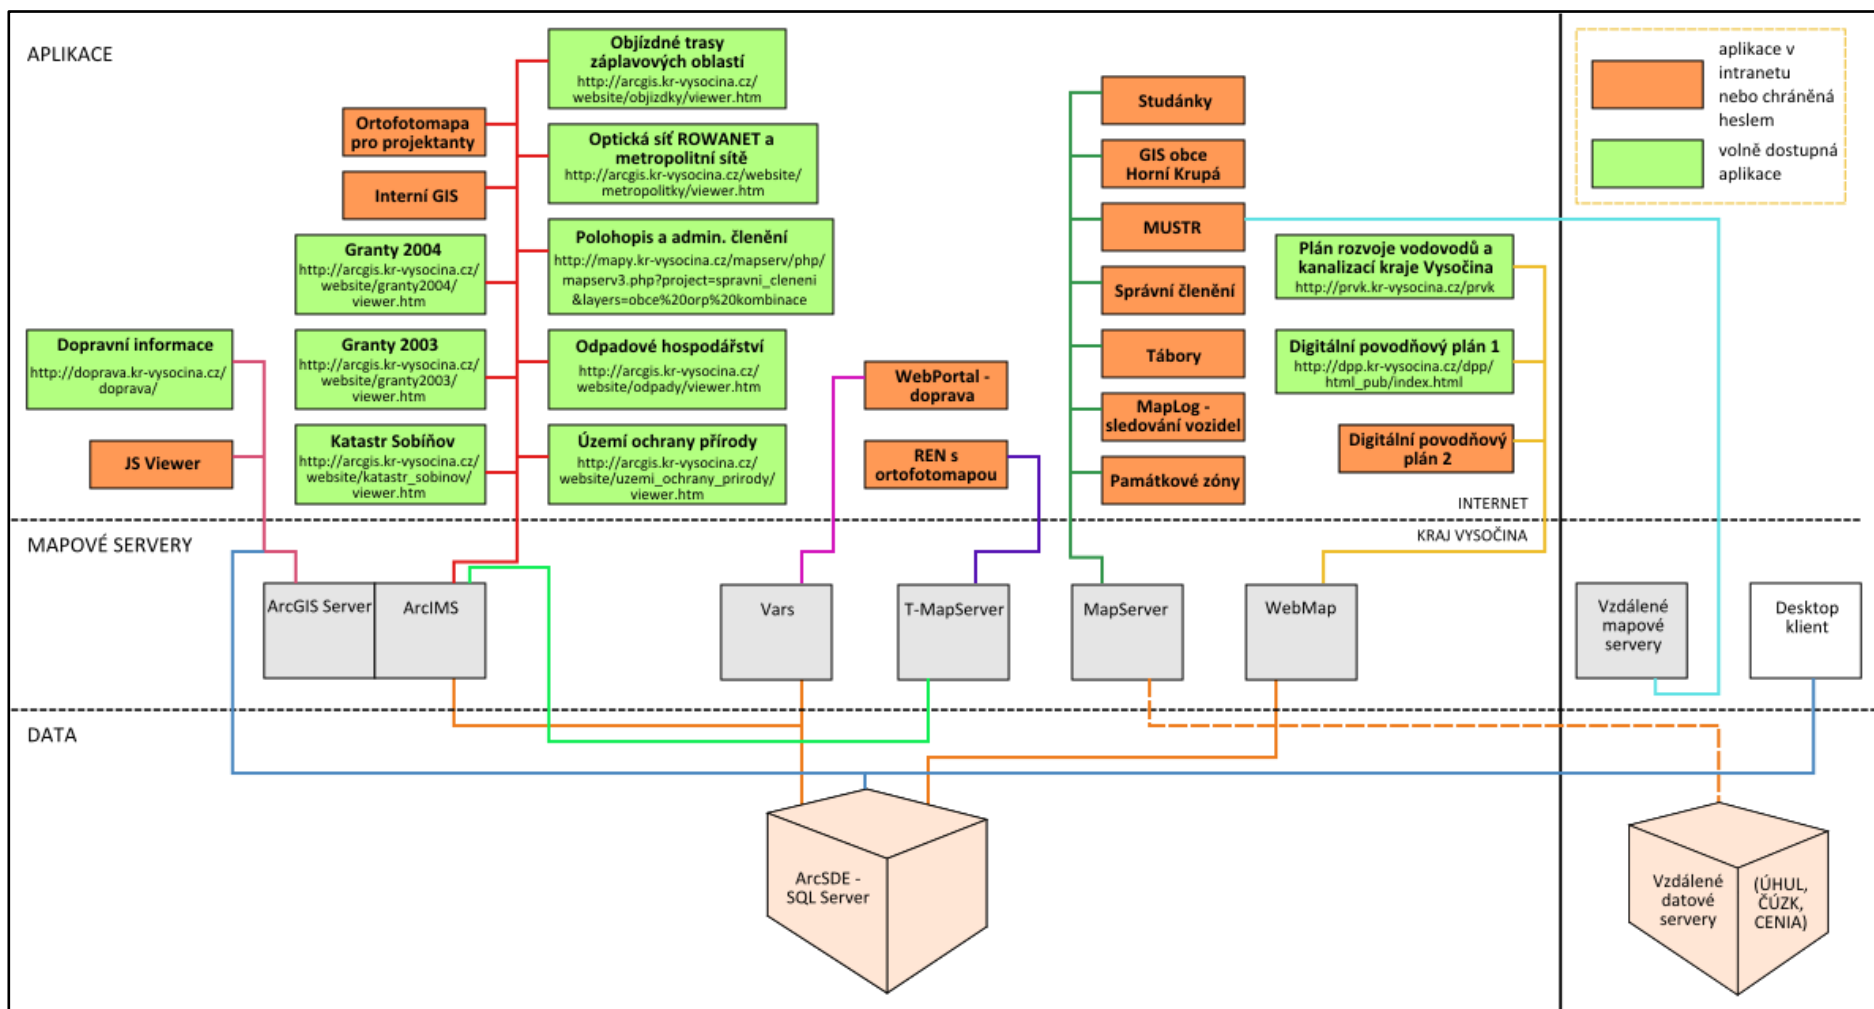 APLIKACE
Objízdné trasy
záplavových oblastí
http://arcgis.kr-vysocina.cz/
website/objizdky/viewer.htm
Ortofotomapa
pro projektanty
Optická síť ROWANET a
metropolitní sítě
http://arcgis.kr-vysocina.cz/website/
metropolitky/viewer.htm
Interní GIS
Granty 2004
http://arcgis.kr-vysocina.cz/
website/granty2004/
viewer.htm
Polohopis a admin. členění
http://mapy.kr-vysocina.cz/mapserv/php/
mapserv3.php?project=spravni_cleneni
&layers=obce%20orp%20kombinace
Dopravní informace
http://doprava.kr-vysocina.cz/
doprava/
Granty 2003
http://arcgis.kr-vysocina.cz/
website/granty2003/
viewer.htm
Odpadové hospodářství
http://arcgis.kr-vysocina.cz/
website/odpady/viewer.htm
JS Viewer
Katastr Sobíňov
http://arcgis.kr-vysocina.cz/
website/katastr_sobinov/
viewer.htm
Území ochrany přírody
http://arcgis.kr-vysocina.cz/
website/uzemi_ochrany_prirody/
viewer.htm
WebPortal -
doprava
REN s
ortofotomapou
Studánky
GIS obce
Horní Krupá
MUSTR
Správní členění
Tábory
MapLog -
sledování vozidel
Památkové zóny
Plán rozvoje vodovodů a
kanalizací kraje Vysočina
http://prvk.kr-vysocina.cz/prvk
Digitální povodňový plán 1
http://dpp.kr-vysocina.cz/dpp/
html_pub/index.html
Digitální povodňový
plán 2
aplikace v
intranetu
nebo chráněná
heslem
volně dostupná
aplikace
INTERNET
KRAJ VYSOČINA
MAPOVÉ SERVERY
ArcGIS Server
ArcIMS
Vars
T-MapServer
MapServer
WebMap
Vzdálené
mapové
servery
Desktop
klient
DATA
ArcSDE -
SQL Server
Vzdálené
datové
servery
(ÚHUL,
ČÚZK,
CENIA)